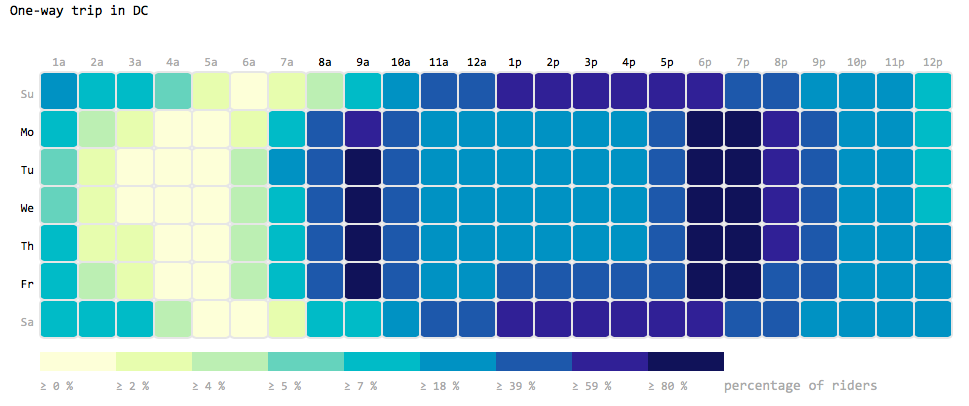 One-way trip in DC
1a 2a 3a 4a 5a 6a 7a 8a 9a 10a 11a 12a 1p 2p 3p 4p 5p 6p 7p 8p 9p 10p 11p 12p
Su
Mo
Tu
We
Th
Fr
Sa
≥ 0 % ≥ 2 % ≥ 4 % ≥ 5 % ≥ 7 % ≥ 18 % ≥ 39 % ≥ 59 % ≥ 80 % percentage of riders